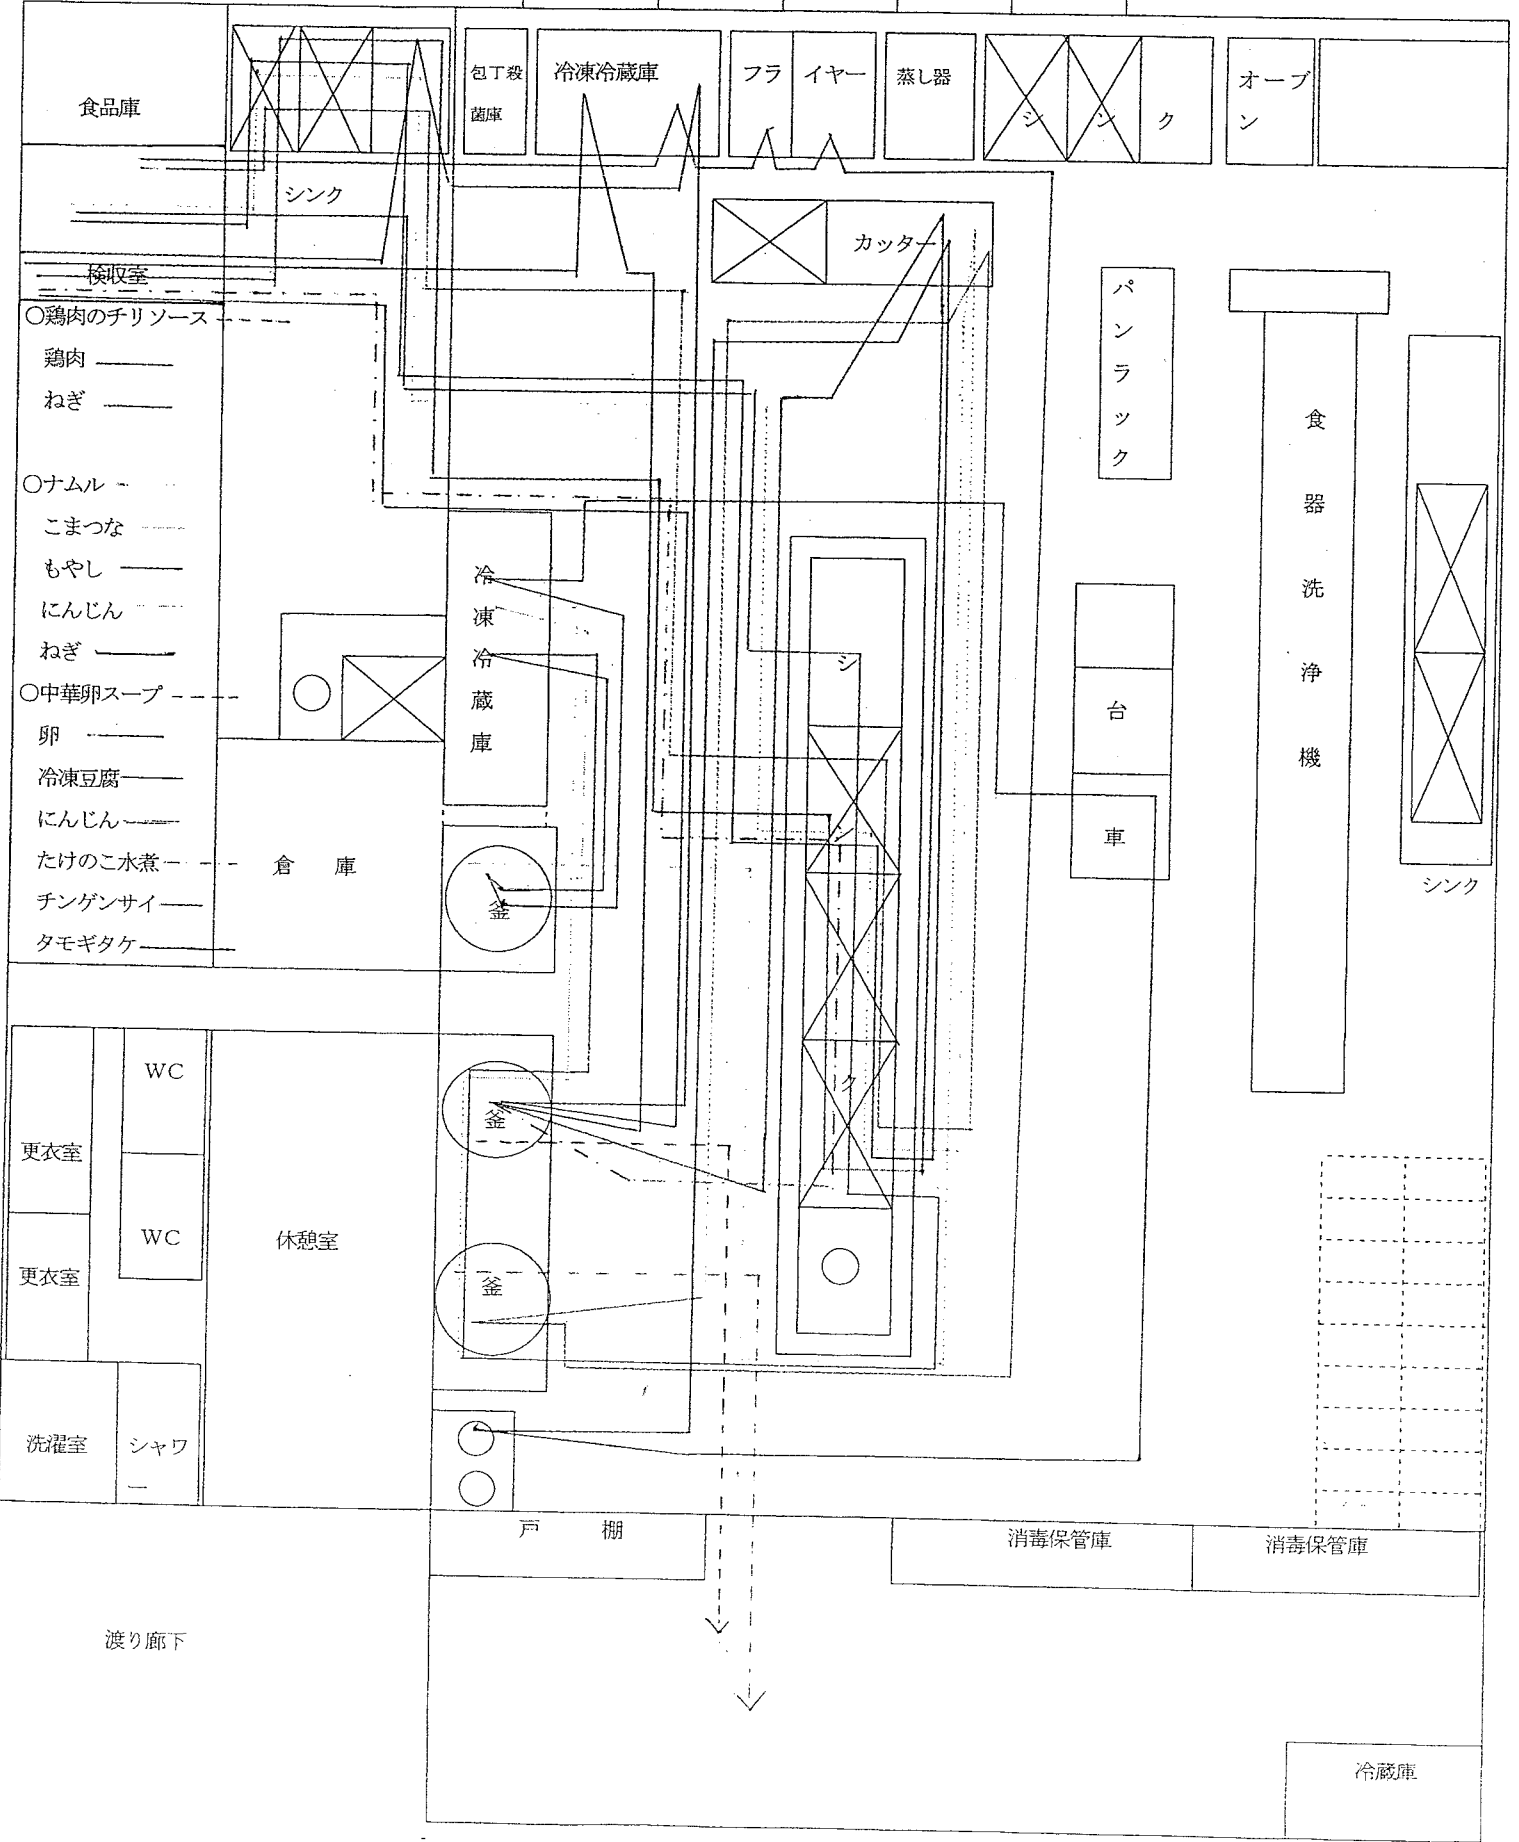 食品庫
包丁殺
菌庫
冷凍冷蔵庫
フラ イヤー
蒸し器
シ ン ク
オーブ
ン
シンク
カッター
検収室
〇鶏肉のチリソース
鶏肉
ねぎ
〇ナムル
こまつな
もやし
にんじん
ねぎ
〇中華卵スープ
卵
冷凍豆腐
にんじん
たけのこ水煮
チンゲンサイ
タモギタケ
パ
ン
ラ
ッ
ク
食
器
洗
浄
機
冷
凍
冷
蔵
庫
シ
ン
ク
台
車
シンク
倉 庫
釜
釜
釜
WC
WC
更衣室
更衣室
休憩室
洗濯室
シャワ
ー
戸 棚
消毒保管庫
消毒保管庫
渡り廊下
冷蔵庫